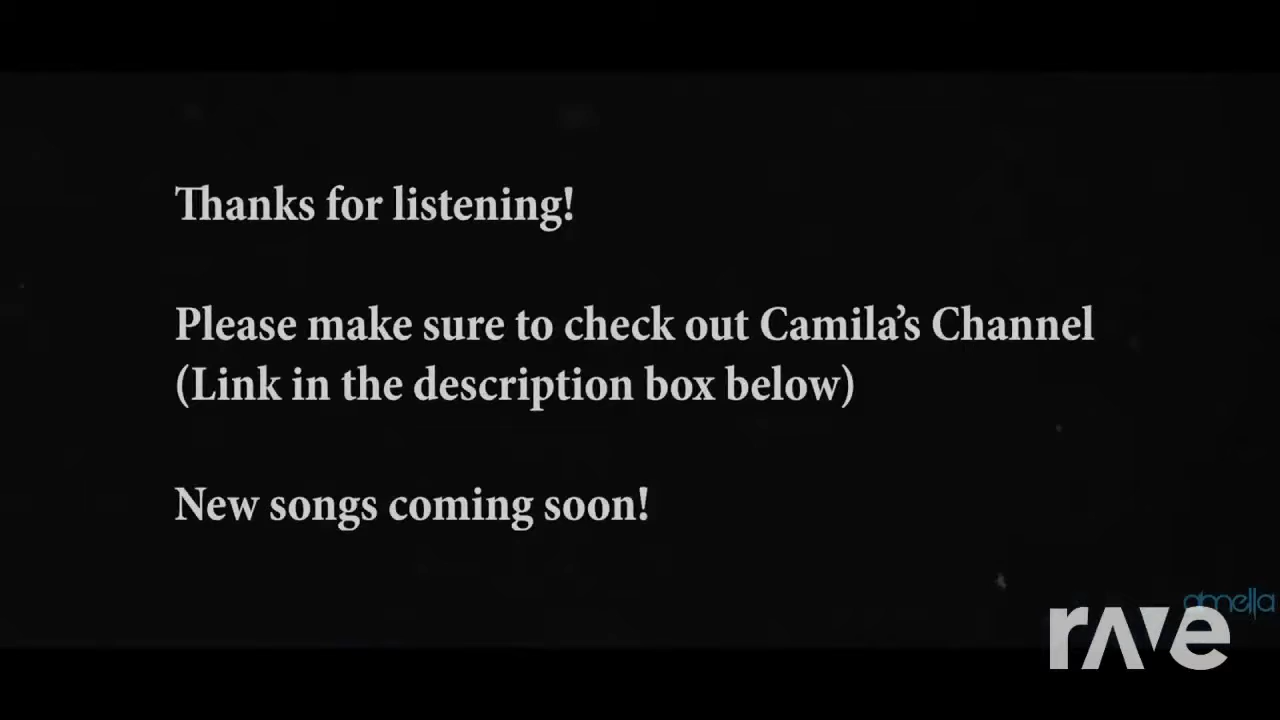 Thanks for listening!
Please make sure to check out Camila’s Channel
(Link in the description box below)
New songs coming soon!
rave